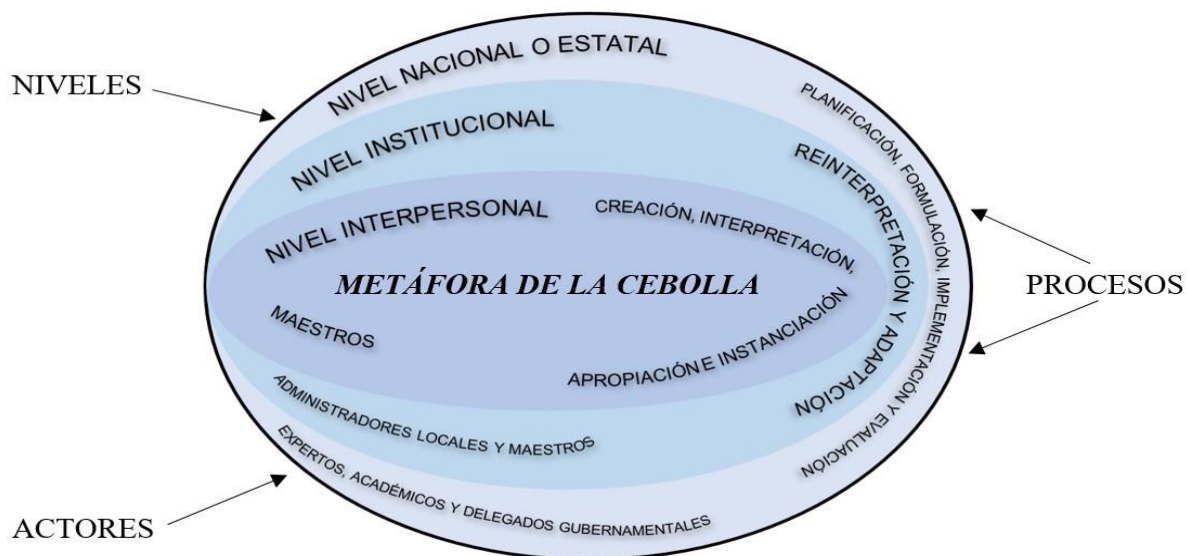 NIVELES
NIVEL NACIONAL O ESTATAL
PLANIFICACIÓN, FORMULACIÓN, IMPLEMENTACIÓN Y EVALUACIÓN
NIVEL INSTITUCIONAL
REINTERPRETACIÓN Y ADAPTACIÓN
NIVEL INTERPERSONAL
CREACIÓN, INTERPRETACIÓN,
APROPIACIÓN E INSTANCIACIÓN
METÁFORA DE LA CEBOLLA
PROCESOS
MAESTROS
ADMINISTRADORES LOCALES Y MAESTROS
EXPERTOS, ACADÉMICOS Y DELEGADOS GUBERNAMENTALES
ACTORES